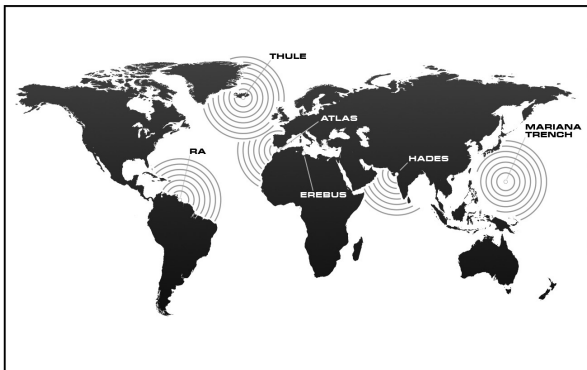 THULE
ATLAS
MARIANA
TRENCH
RA
HADES
EREBUS